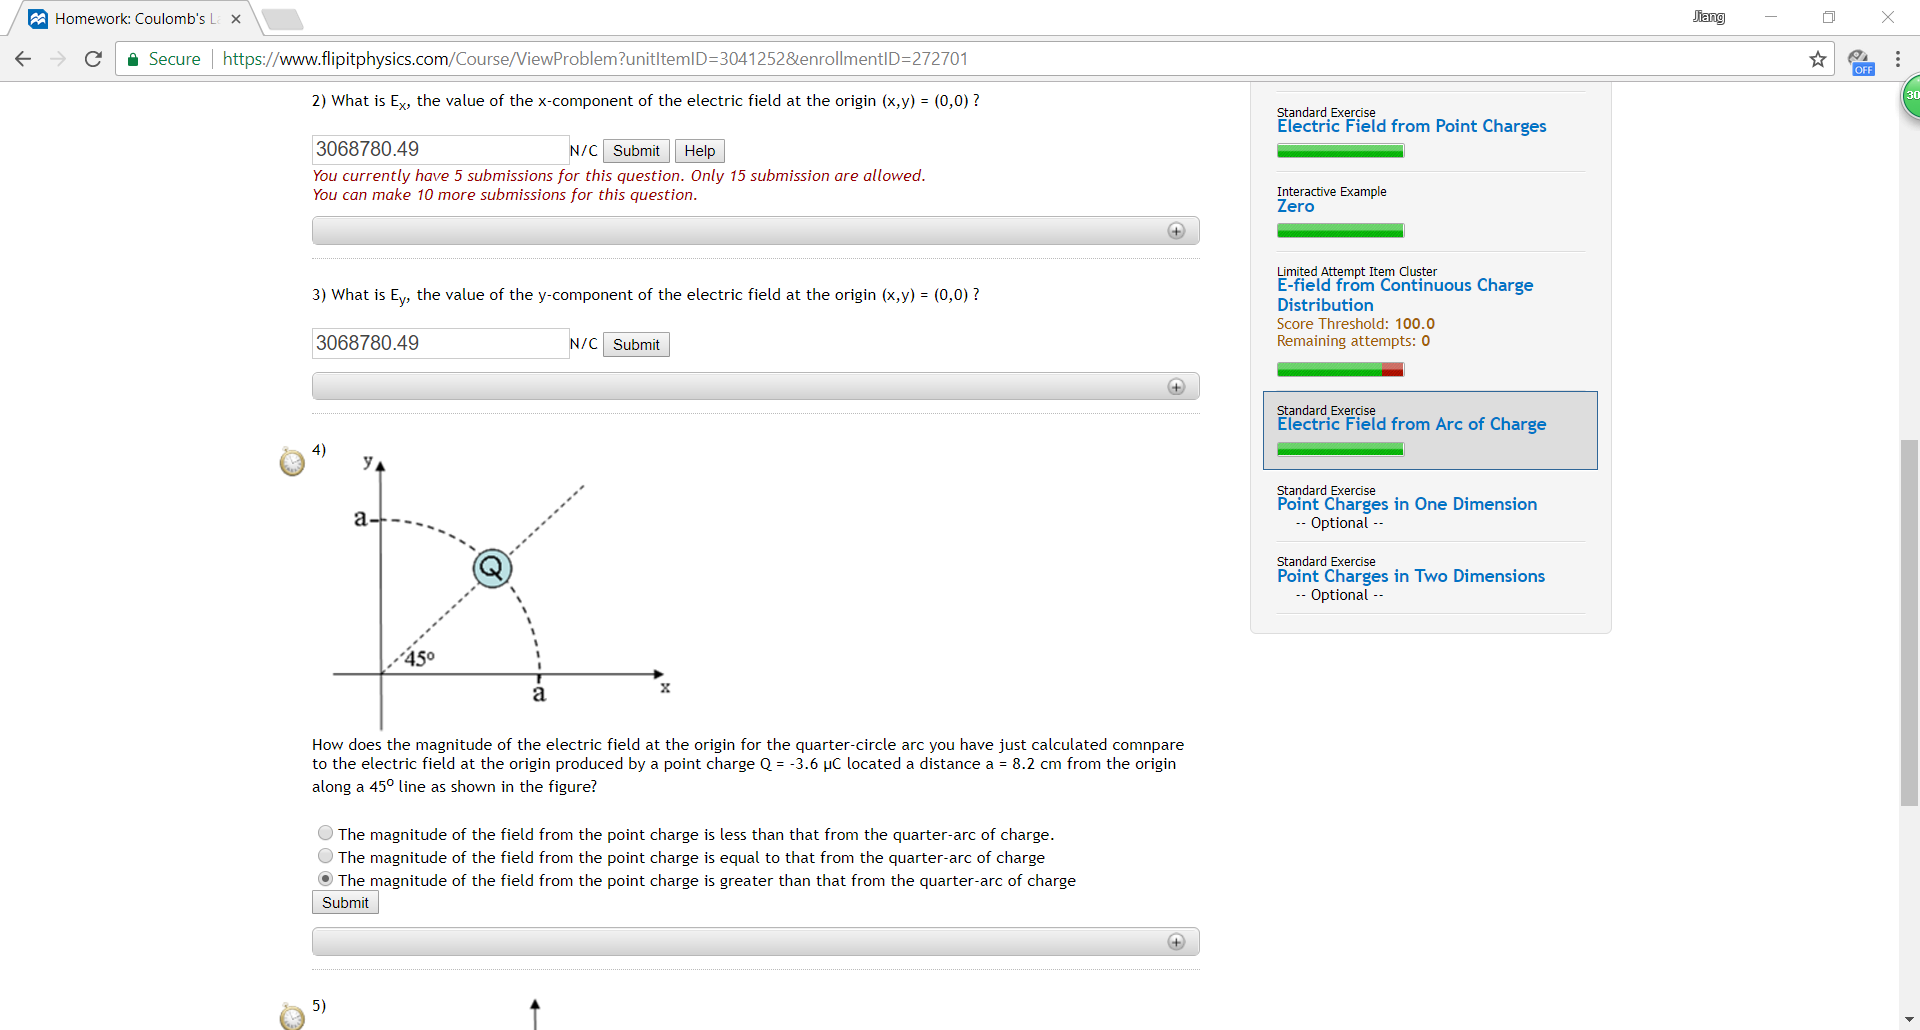 Homework: Coulomb's L
Jiang
Secure
https://www.flipitphysics.com/Course/ViewProblem?unitItemID=3041252&enrollmentID=272701
OFF
30
2) What is Ex, the value of the x-component of the electric field at the origin (x,y) = (0,0) ?
3068780.49 N/C Submit Help
You currently have 5 submissions for this question. Only 15 submission are allowed.
You can make 10 more submissions for this question.
3) What is Ey, the value of the y-component of the electric field at the origin (x,y) = (0,0) ?
3068780.49 N/C Submit
4)
y
a
Q
45º
a
x
How does the magnitude of the electric field at the origin for the quarter-circle arc you have just calculated comnpare
to the electric field at the origin produced by a point charge Q = -3.6 μC located a distance a = 8.2 cm from the origin
along a 45º line as shown in the figure?
The magnitude of the field from the point charge is less than that from the quarter-arc of charge.
The magnitude of the field from the point charge is equal to that from the quarter-arc of charge
The magnitude of the field from the point charge is greater than that from the quarter-arc of charge
Submit
5)
Standard Exercise
Electric Field from Point Charges
Interactive Example
Zero
Limited Attempt Item Cluster
E-field from Continuous Charge
Distribution
Score Threshold: 100.0
Remaining attempts: 0
Standard Exercise
Electric Field from Arc of Charge
Standard Exercise
Point Charges in One Dimension
-- Optional --
Standard Exercise
Point Charges in Two Dimensions
-- Optional --